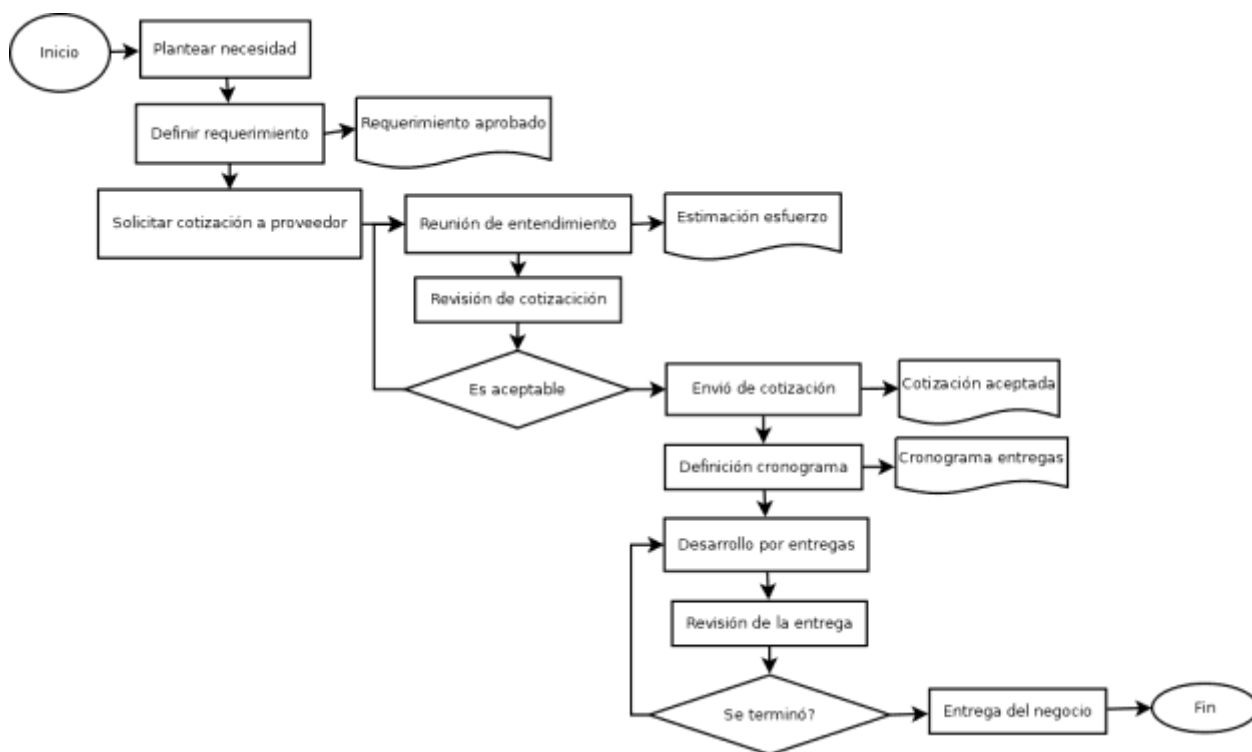 Inicio
Plantear necesidad
Definir requerimiento
Requerimiento aprobado
Solicitar cotización a proveedor
Reunión de entendimiento
Estimación esfuerzo
Revisión de cotizacición
Es aceptable
Envió de cotización
Cotización aceptada
Definición cronograma
Cronograma entregas
Desarrollo por entregas
Revisión de la entrega
Se terminó?
Entrega del negocio
Fin